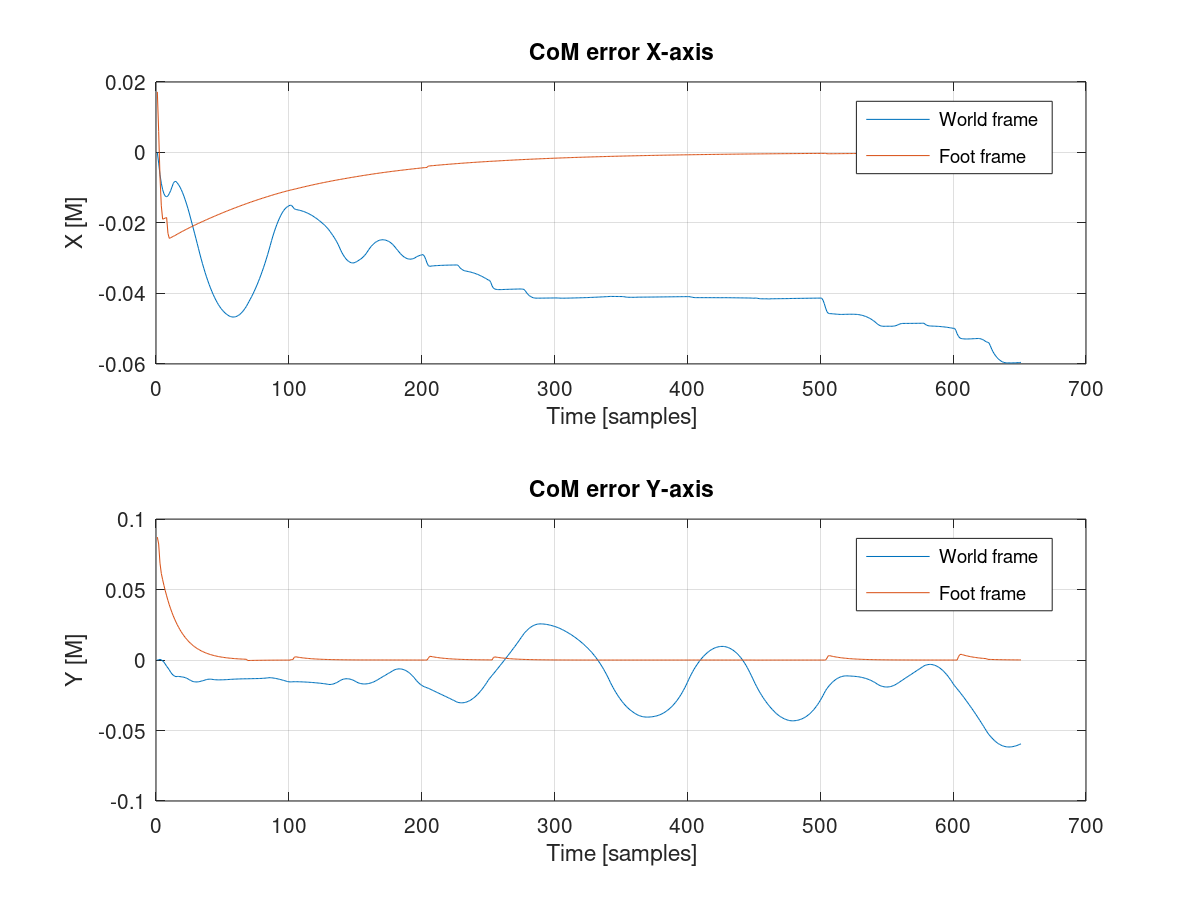 CoM error X-axis
0.02
0
-0.02
-0.04
-0.06
X [M]
World frame
Foot frame
0 100 200 300 400 500 600 700
Time [samples]
CoM error Y-axis
0.1
0.05
0
-0.05
-0.1
Y [M]
World frame
Foot frame
0 100 200 300 400 500 600 700
Time [samples]